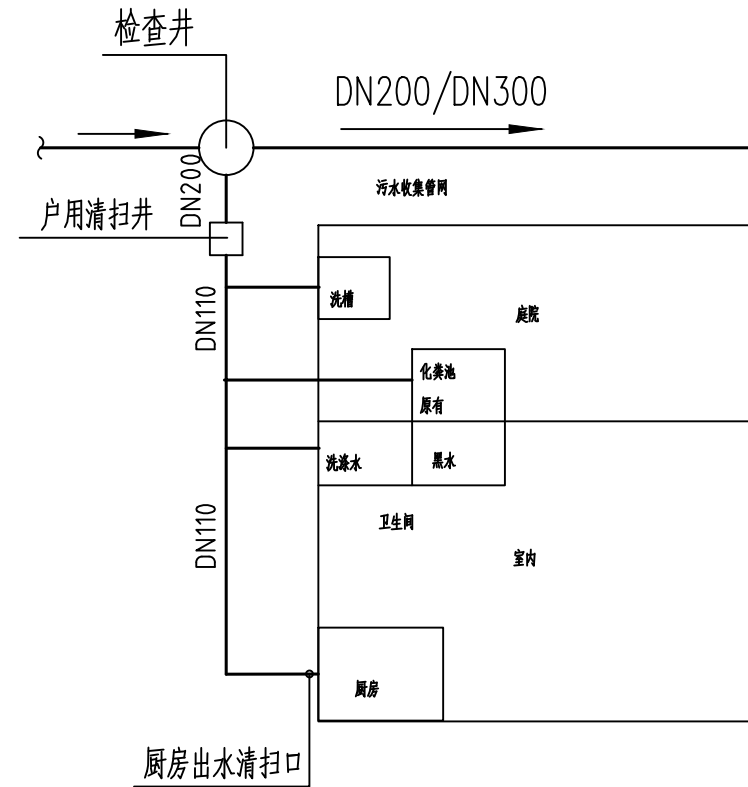 检查井
DN200/DN300
DN200
污水收集管网
户用清扫井
DN110
洗槽
庭院
化粪池
原有
洗涤水
黑水
DN110
卫生间
室内
厨房
厨房出水清扫口